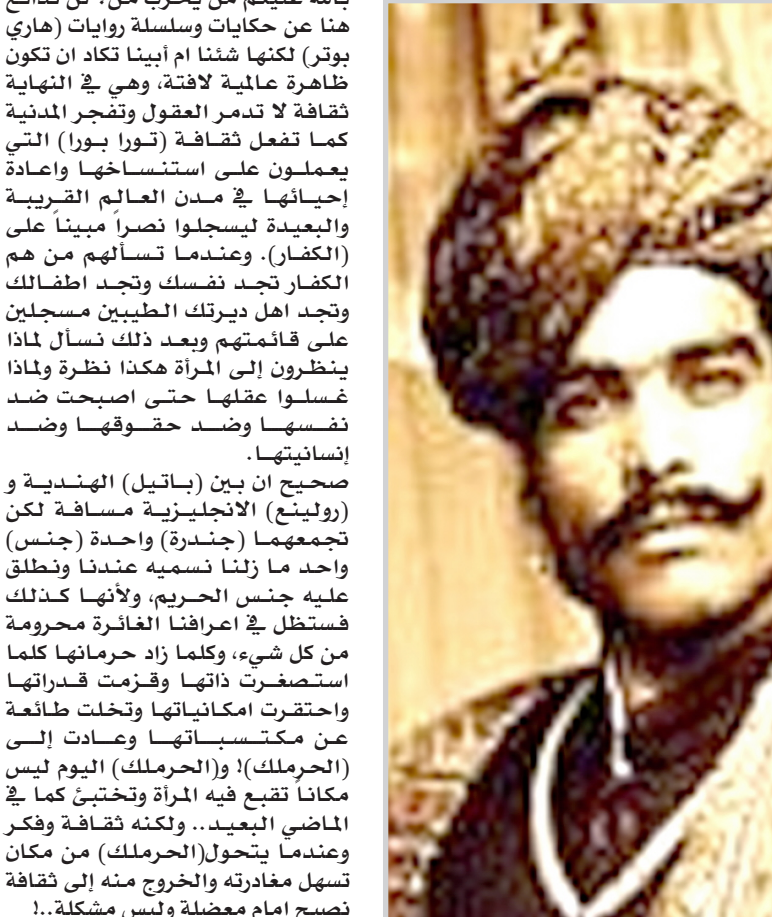 بالله عليكم من يخرب من؟ لن ندافع
هنا عن حكايات وسلسلة روايات (هاري
بوتر) لكنها شئنا ام أبينا تكاد ان تكون
ظاهرة عالمية لافتة، وهي في النهاية
ثقافة لا تدمر العقول وتفجر المدنية
كما تفعل ثقافة (تورا بورا) التي
يعملون على استنساخها واعادة
إحيائها في مدن العالم القريبة
والبعيدة ليسجلوا نصراً مبيناً على
(الكفار). وعندما تسألهم من هم
الكفار تجد نفسك وتجد اطفالك
وتجد اهل ديرتك الطيبين مسجلين
على قائمتهم وبعد ذلك نسأل لماذا
ينظرون إلى المرأة هكذا نظرة ولماذا
غسلوا عقلها حتى اصبحت ضد
نفسها وضد حقوقها وضد
إنسانيتها.
صحيح ان بين (باتيل) الهندية و
(رولينع) الانجليزية مسافة لكن
تجمعهما (جندرة) واحدة (جنس)
واحد ما زلنا نسميه عندنا ونطلق
عليه جنس الحريم، ولأنها كذلك
فستظل في اعرافنا الغائرة محرومة
من كل شيء، وكلما زاد حرمانها كلما
استصغرت ذاتها وقزمت قدراتها
واحتقرت امكانياتها وتخلت طائعة
عن مكتسباتها وعادت إلى
(الحرملك)! و(الحرملك) اليوم ليس
مكاناً تقبع فيه المرأة وتختبئ كما في
الماضي البعيد.. ولكنه ثقافة وفكر
وعندما يتحول(الحرملك) من مكان
تسهل مغادرته والخروج منه إلى ثقافة
نصبح امام معضلة وليس مشكلة..!